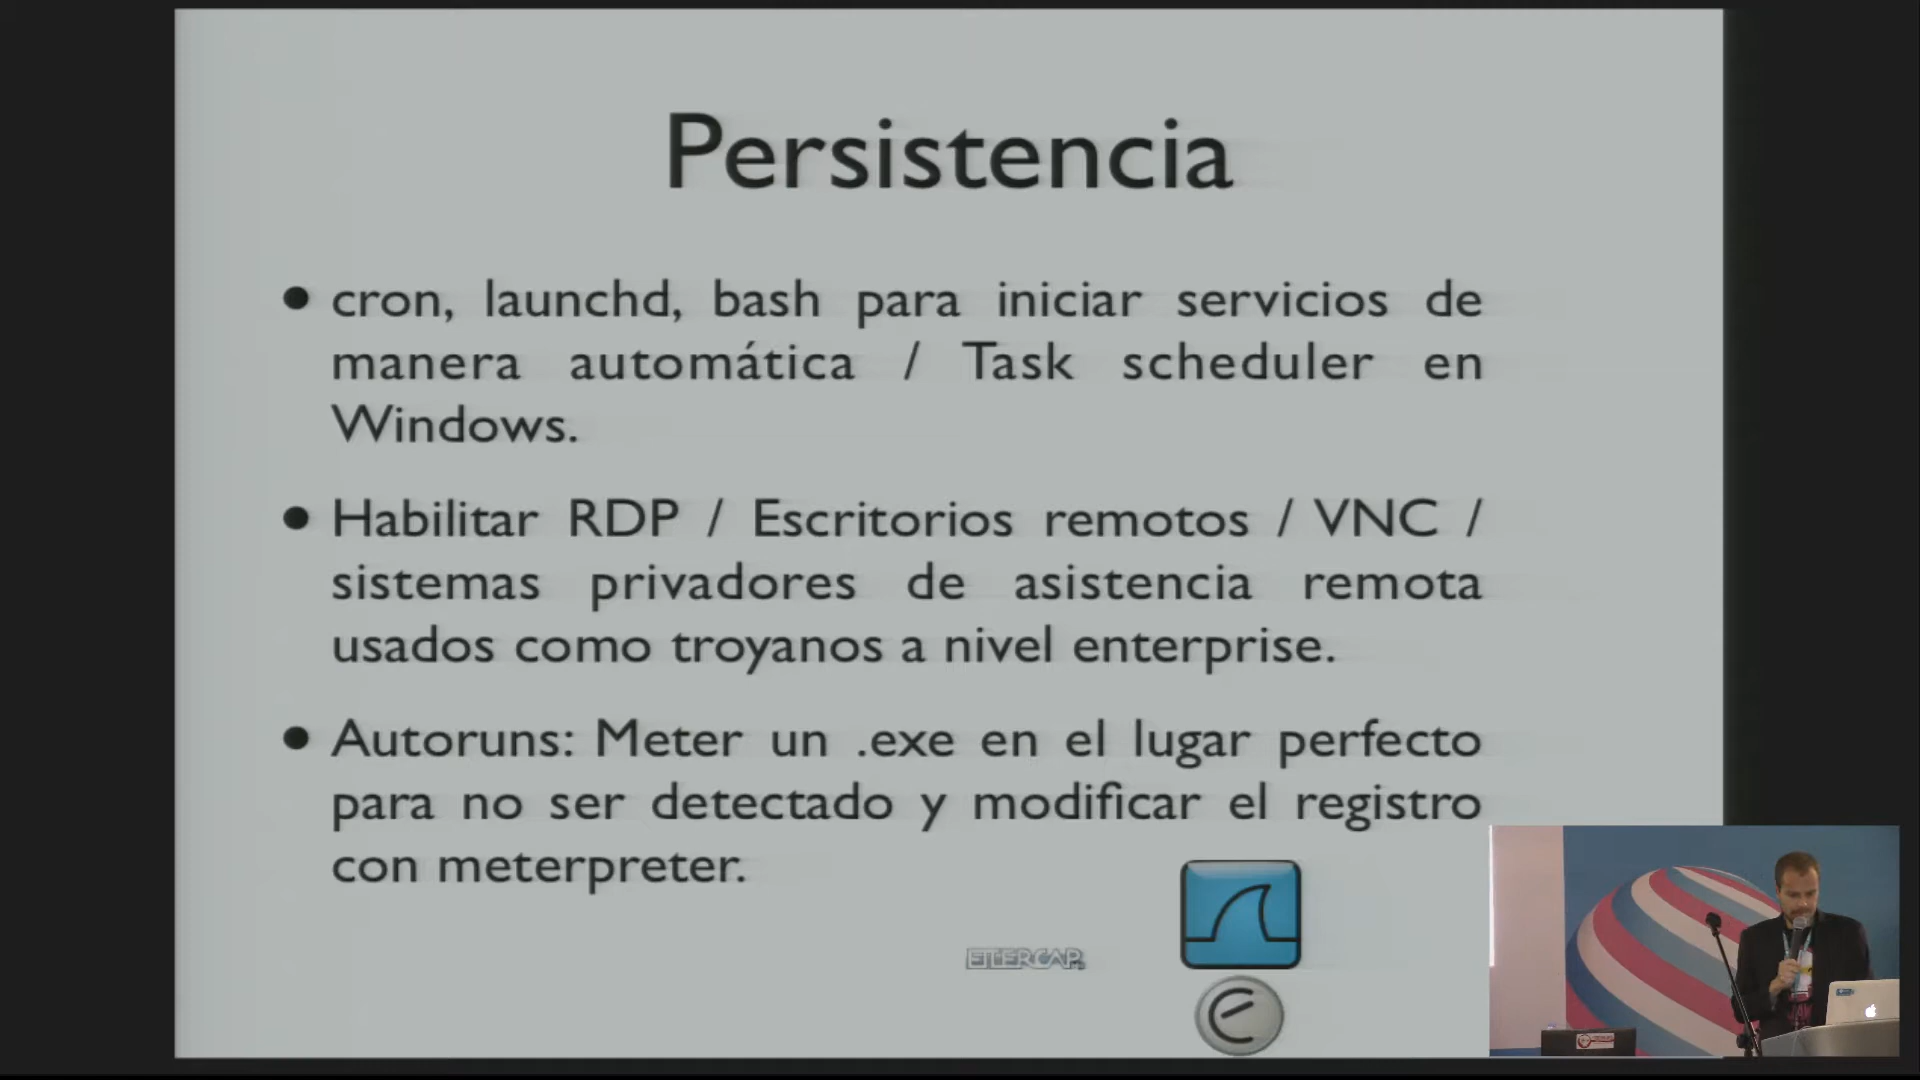 Persistencia
• cron, launchd, bash para iniciar servicios de
manera automática / Task scheduler en
Windows.
• Habilitar RDP / Escritorios remotos / VNC /
sistemas privadores de asistencia remota
usados como troyanos a nivel enterprise.
• Autoruns: Meter un .exe en el lugar perfecto
para no ser detectado y modificar el registro
con meterpreter.
ETTERCAP